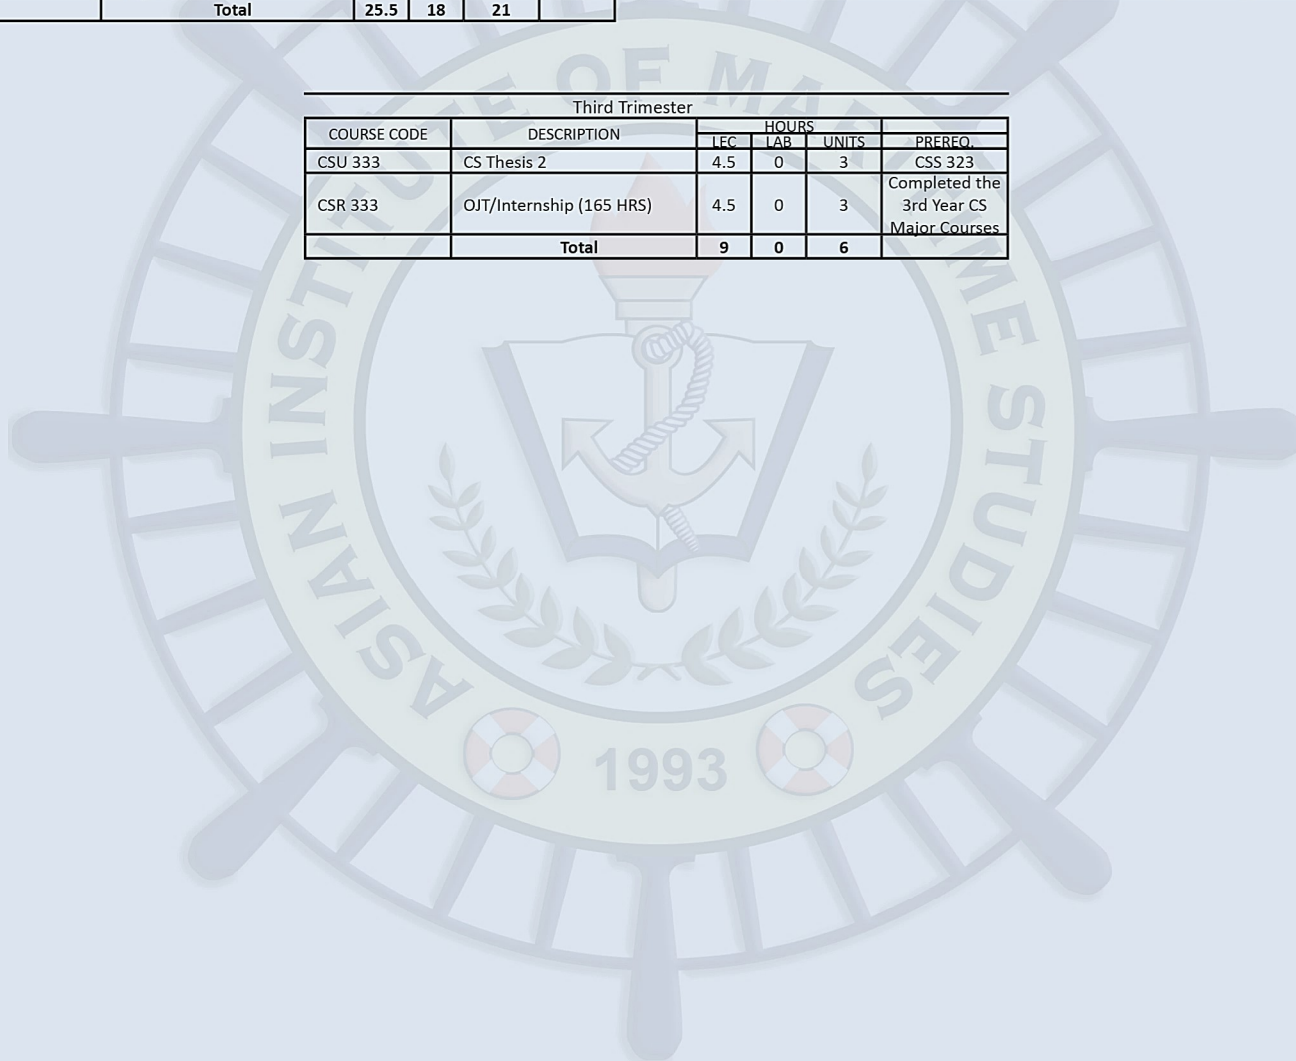 Total 25.5 18 21
Third Trimester
COURSE CODE DESCRIPTION HOURS
LEC LAB UNITS PREREQ.
CSU 333 CS Thesis 2 4.5 0 3 CSS 323
CSR 333 OJT/Internship (165 HRS) 4.5 0 3 Completed the
3rd Year CS
Major Courses
Total 9 0 6
ASIAN INSTITUTE OF MARITIME STUDIES
1993